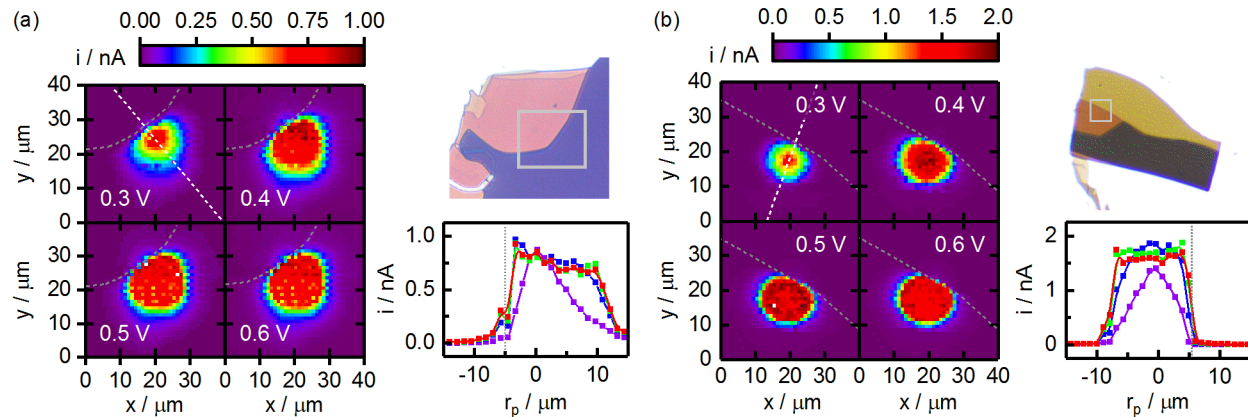 (a)
0.00 0.25 0.50 0.75 1.00
i / nA
40
30
20
10
0
y / μm
0.3 V
0.4 V
40
30
20
10
0
y / μm
0.5 V
0.6 V
0 10 20 30 0 10 20 30 40
x / μm x / μm
1.0
0.5
0.0
i / nA
-10 0 10
r_p / μm
(b)
0.0 0.5 1.0 1.5 2.0
i / nA
40
30
20
10
0
y / μm
0.3 V
0.4 V
40
30
20
10
0
y / μm
0.5 V
0.6 V
0 10 20 30 0 10 20 30 40
x / μm x / μm
2
1
0
i / nA
-10 0 10
r_p / μm